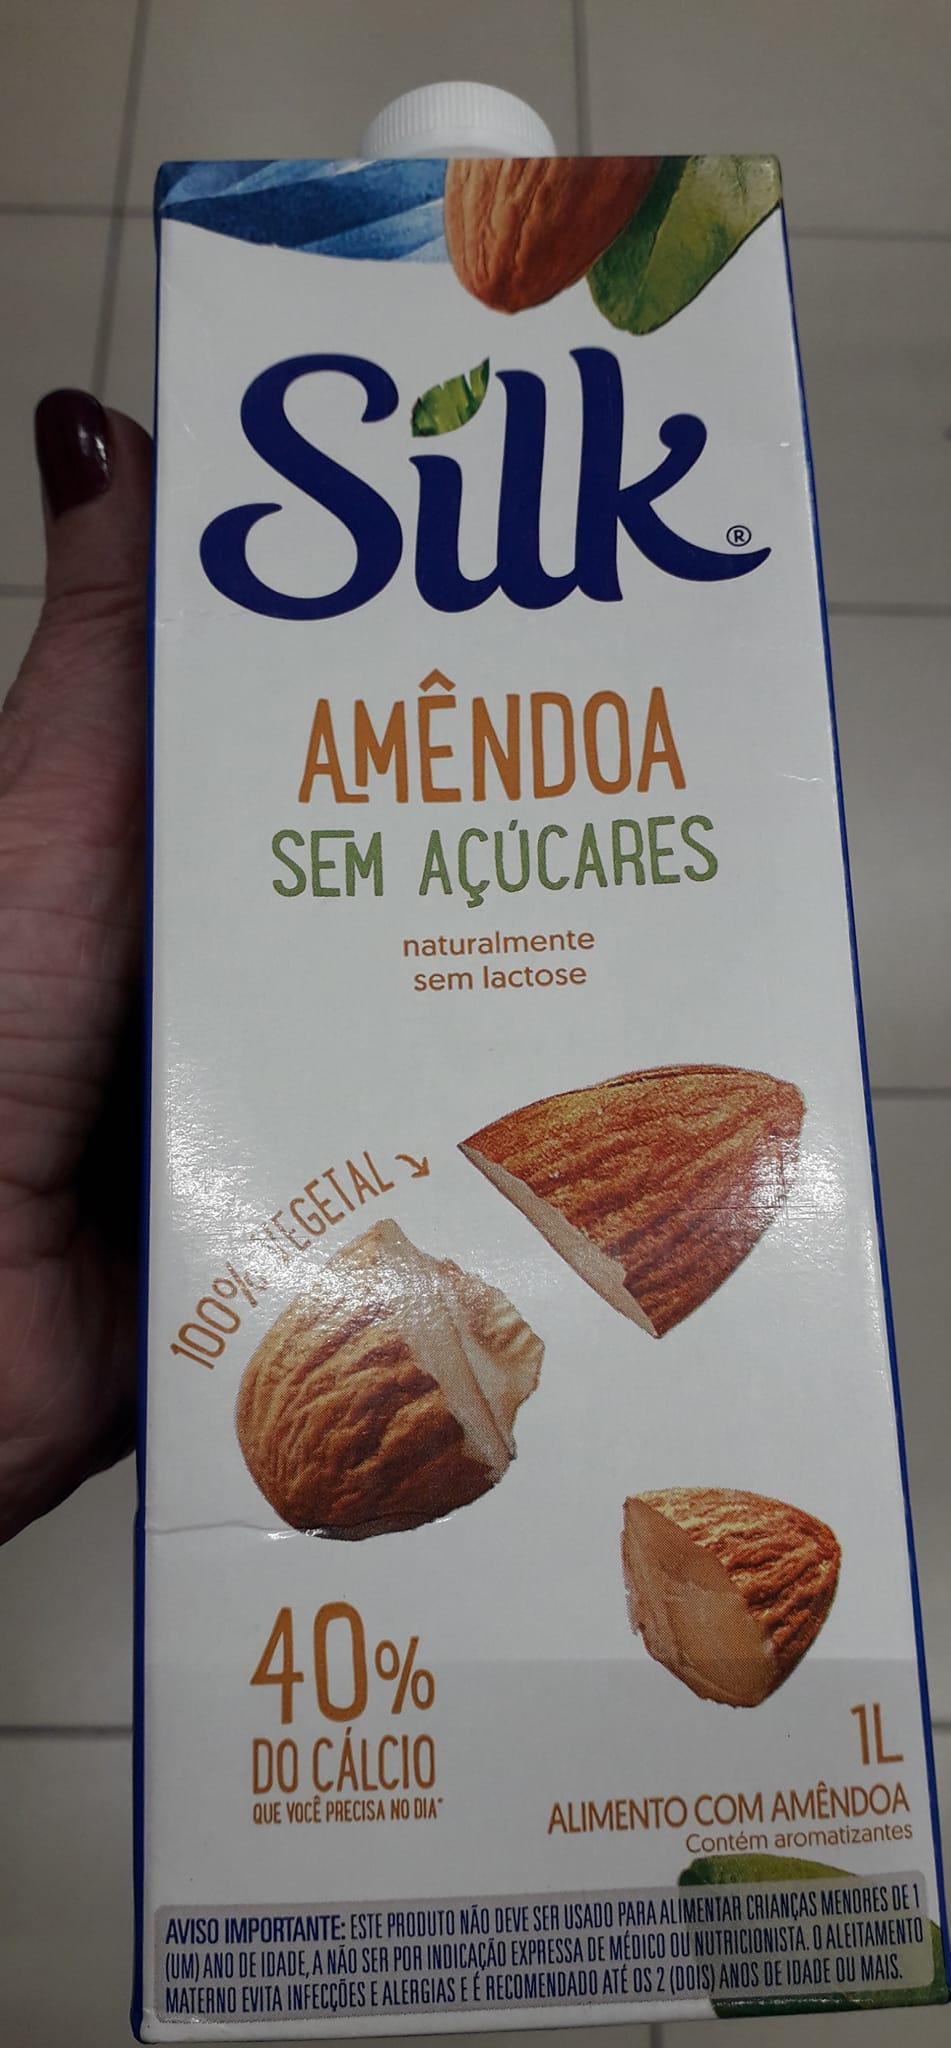 Silk®
AMÊNDOA
SEM AÇÚCARES
naturalmente
sem lactose
100% VEGETAL
40%
DO CÁLCIO
QUE VOCÊ PRECISA NO DIA*
1L
ALIMENTO COM AMÊNDOA
Contém aromatizantes
AVISO IMPORTANTE: ESTE PRODUTO NÃO DEVE SER USADO PARA ALIMENTAR CRIANÇAS MENORES DE 1
(UM) ANO DE IDADE, A NÃO SER POR INDICAÇÃO EXPRESSA DE MÉDICO OU NUTRICIONISTA. O ALEITAMENTO
MATERNO EVITA INFECÇÕES E ALERGIAS E É RECOMENDADO ATÉ OS 2 (DOIS) ANOS DE IDADE OU MAIS.